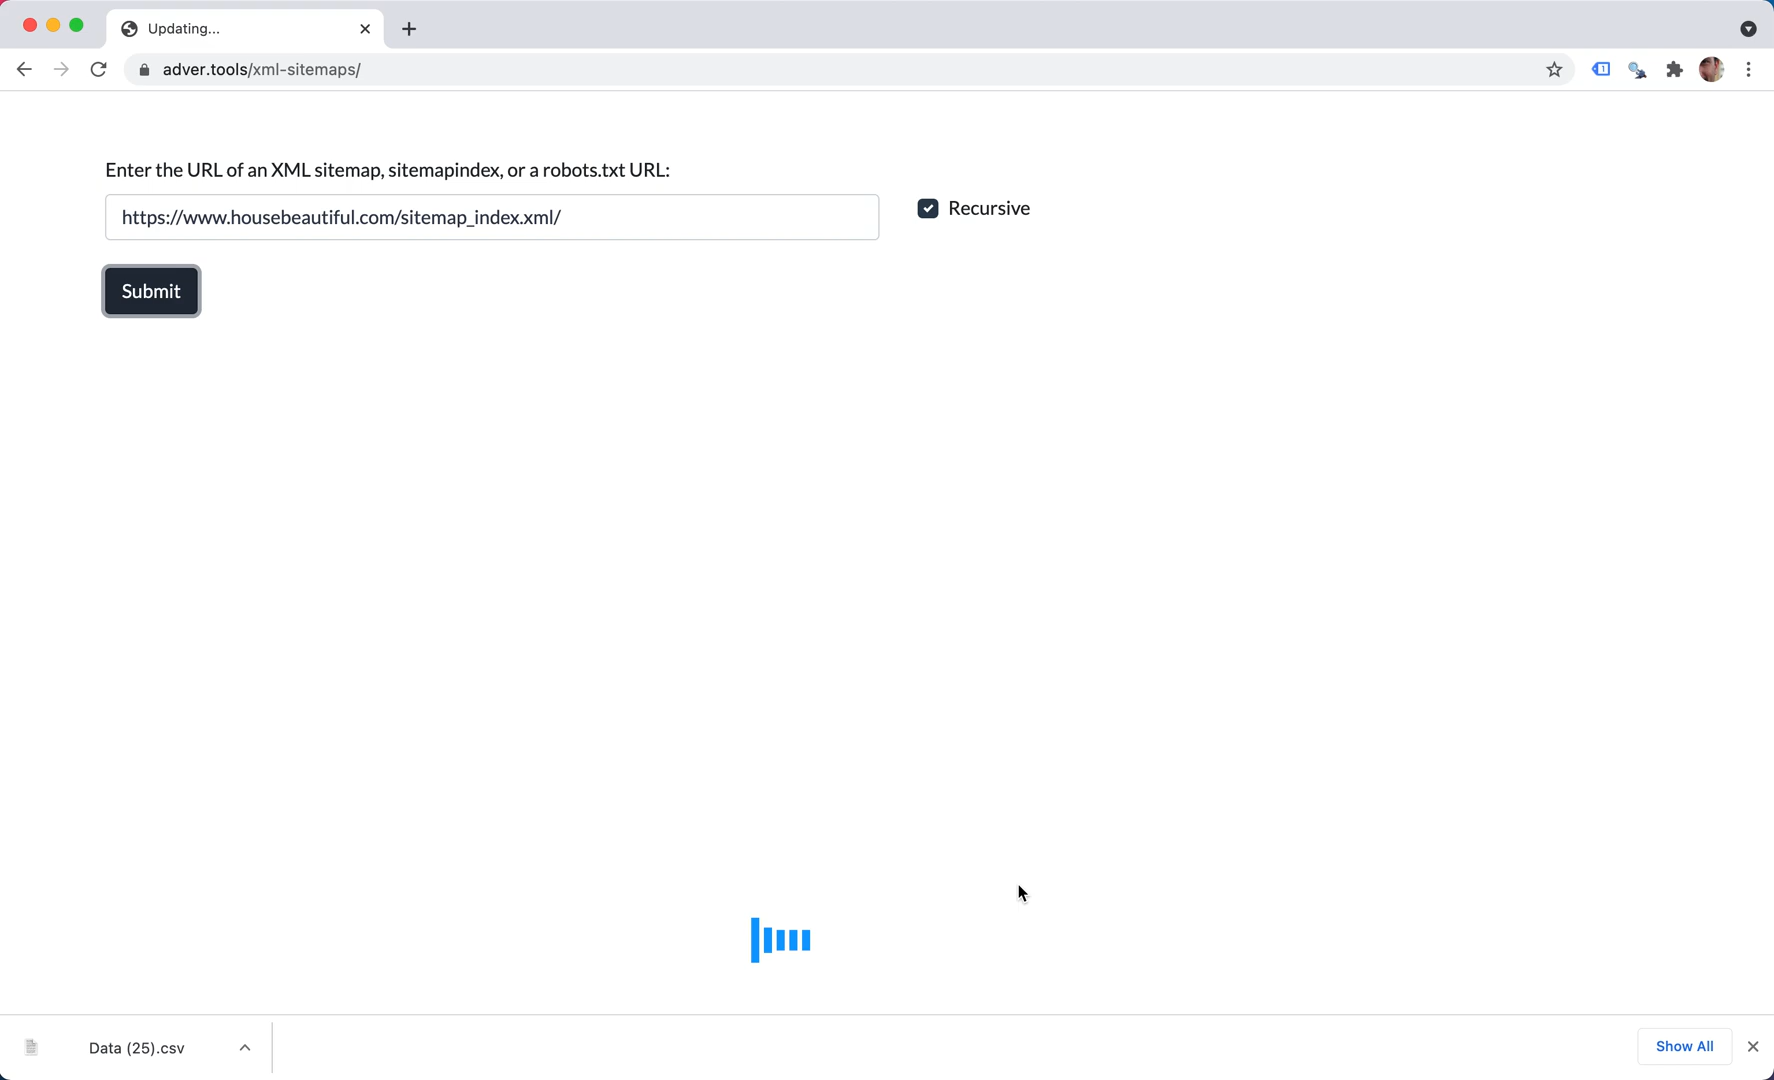 Updating...
adver.tools/xml-sitemaps/
1
Enter the URL of an XML sitemap, sitemapindex, or a robots.txt URL:
https://www.housebeautiful.com/sitemap_index.xml/
Recursive
Submit
Data (25).csv
Show All